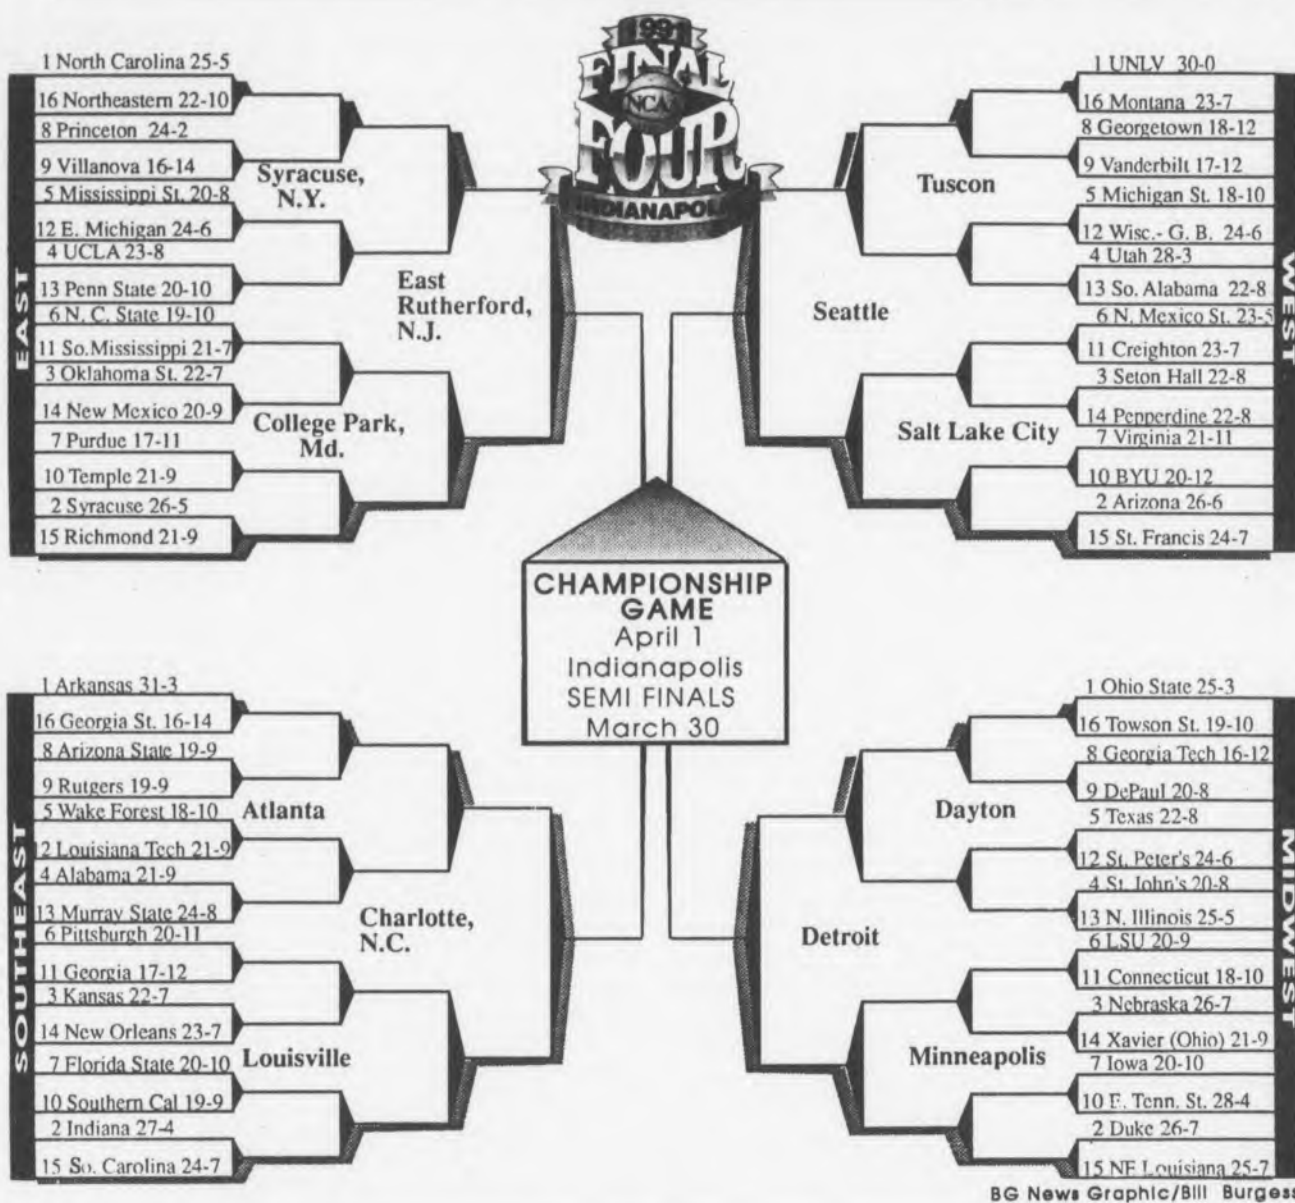 1991
FINAL
NCAA
FOUR
INDIANAPOLIS
EAST
1 North Carolina 25-5
16 Northeastern 22-10
8 Princeton 24-2
9 Villanova 16-14
5 Mississippi St. 20-8
12 E. Michigan 24-6
4 UCLA 23-8
13 Penn State 20-10
6 N. C. State 19-10
11 So.Mississippi 21-7
3 Oklahoma St. 22-7
14 New Mexico 20-9
7 Purdue 17-11
10 Temple 21-9
2 Syracuse 26-5
15 Richmond 21-9
Syracuse,
N.Y.
College Park,
Md.
East
Rutherford,
N.J.
WEST
1 UNLV 30-0
16 Montana 23-7
8 Georgetown 18-12
9 Vanderbilt 17-12
5 Michigan St. 18-10
12 Wisc.- G. B. 24-6
4 Utah 28-3
13 So. Alabama 22-8
6 N. Mexico St. 23-5
11 Creighton 23-7
3 Seton Hall 22-8
14 Pepperdine 22-8
7 Virginia 21-11
10 BYU 20-12
2 Arizona 26-6
15 St. Francis 24-7
Tuscon
Seattle
Salt Lake City
CHAMPIONSHIP
GAME
April 1
Indianapolis
SEMI FINALS
March 30
SOUTHEAST
1 Arkansas 31-3
16 Georgia St. 16-14
8 Arizona State 19-9
9 Rutgers 19-9
5 Wake Forest 18-10
12 Louisiana Tech 21-9
4 Alabama 21-9
13 Murray State 24-8
6 Pittsburgh 20-11
11 Georgia 17-12
3 Kansas 22-7
14 New Orleans 23-7
7 Florida State 20-10
10 Southern Cal 19-9
2 Indiana 27-4
15 So. Carolina 24-7
Atlanta
Charlotte,
N.C.
Louisville
MIDWEST
1 Ohio State 25-3
16 Towson St. 19-10
8 Georgia Tech 16-12
9 DePaul 20-8
5 Texas 22-8
12 St. Peter's 24-6
4 St. John's 20-8
13 N. Illinois 25-5
6 LSU 20-9
11 Connecticut 18-10
3 Nebraska 26-7
14 Xavier (Ohio) 21-9
7 Iowa 20-10
10 E. Tenn. St. 28-4
2 Duke 26-7
15 NE Louisiana 25-7
Dayton
Detroit
Minneapolis
BG News Graphic/Bill Burgess